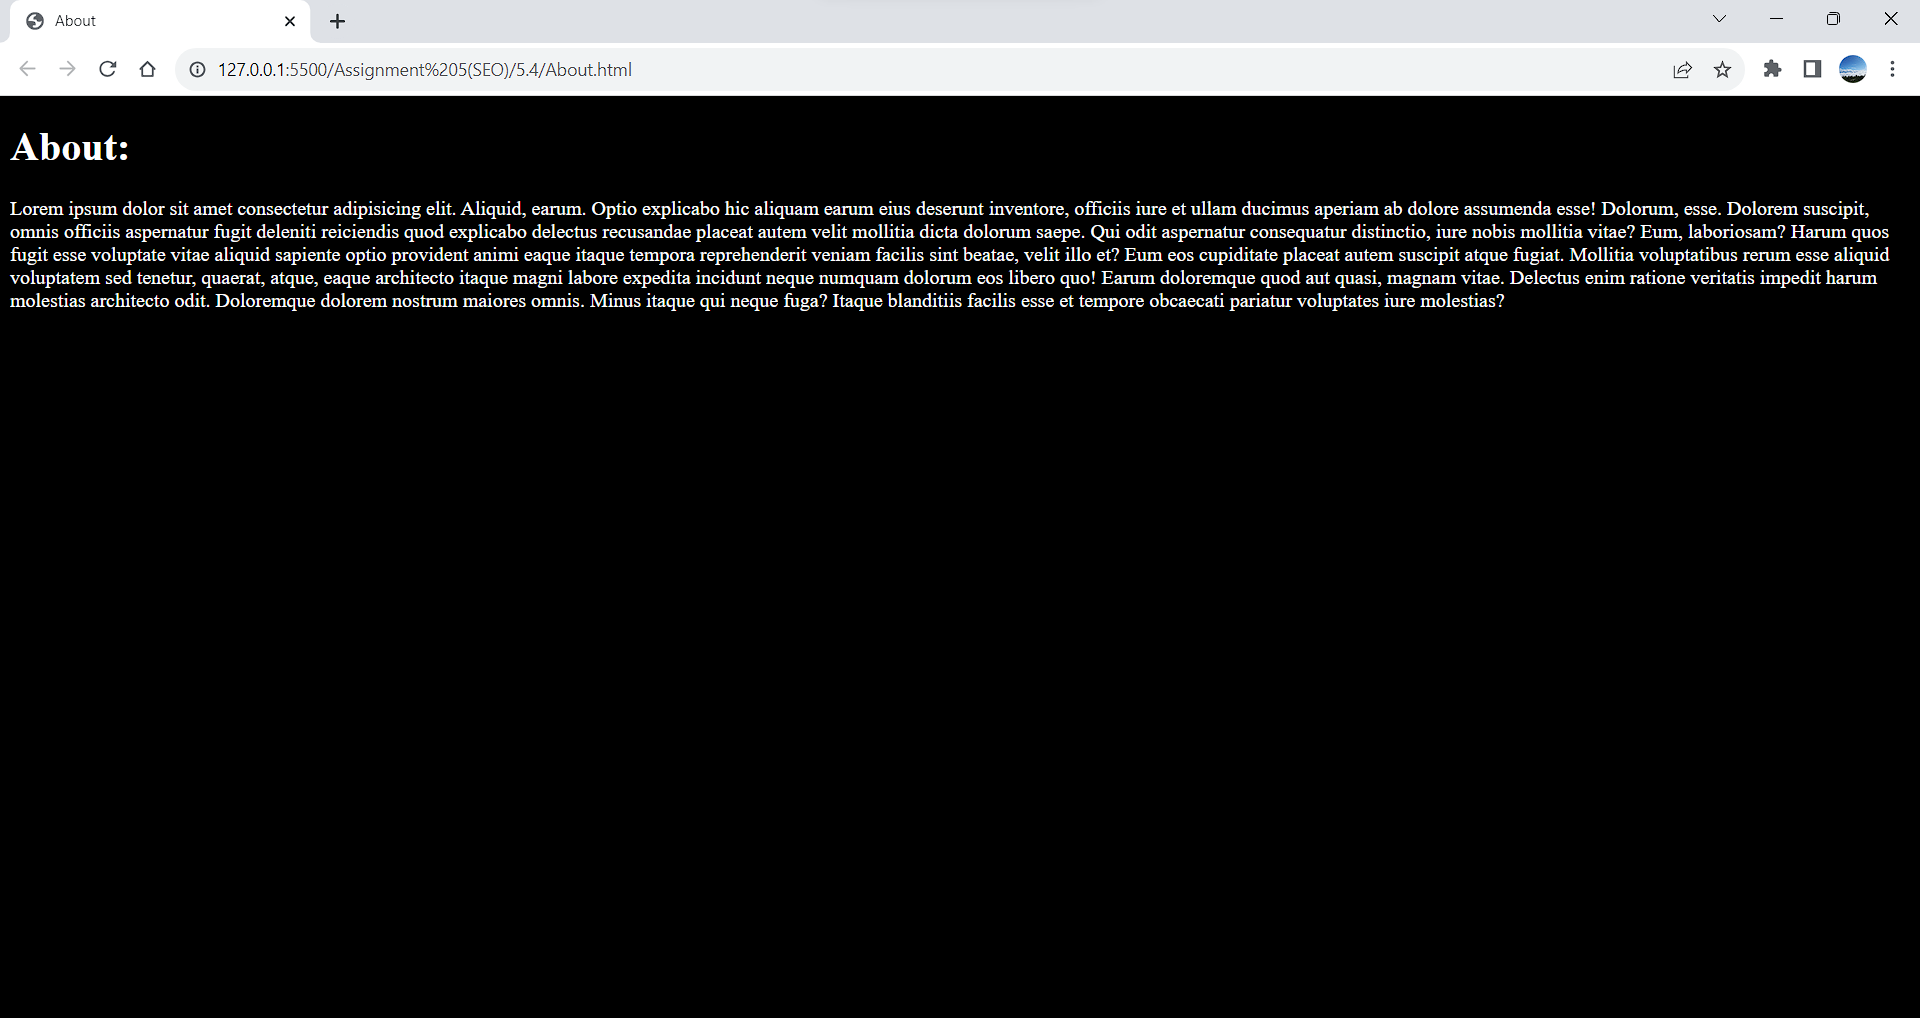 About
127.0.0.1:5500/Assignment%205(SEO)/5.4/About.html
About:
Lorem ipsum dolor sit amet consectetur adipisicing elit. Aliquid, earum. Optio explicabo hic aliquam earum eius deserunt inventore, officiis iure et ullam ducimus aperiam ab dolore assumenda esse! Dolorum, esse. Dolorem suscipit,
omnis officiis aspernatur fugit deleniti reiciendis quod explicabo delectus recusandae placeat autem velit mollitia dicta dolorum saepe. Qui odit aspernatur consequatur distinctio, iure nobis mollitia vitae? Eum, laboriosam? Harum quos
fugit esse voluptate vitae aliquid sapiente optio provident animi eaque itaque tempora reprehenderit veniam facilis sint beatae, velit illo et? Eum eos cupiditate placeat autem suscipit atque fugiat. Mollitia voluptatibus rerum esse aliquid
voluptatem sed tenetur, quaerat, atque, eaque architecto itaque magni labore expedita incidunt neque numquam dolorum eos libero quo! Earum doloremque quod aut quasi, magnam vitae. Delectus enim ratione veritatis impedit harum
molestias architecto odit. Doloremque dolorem nostrum maiores omnis. Minus itaque qui neque fuga? Itaque blanditiis facilis esse et tempore obcaecati pariatur voluptates iure molestias?